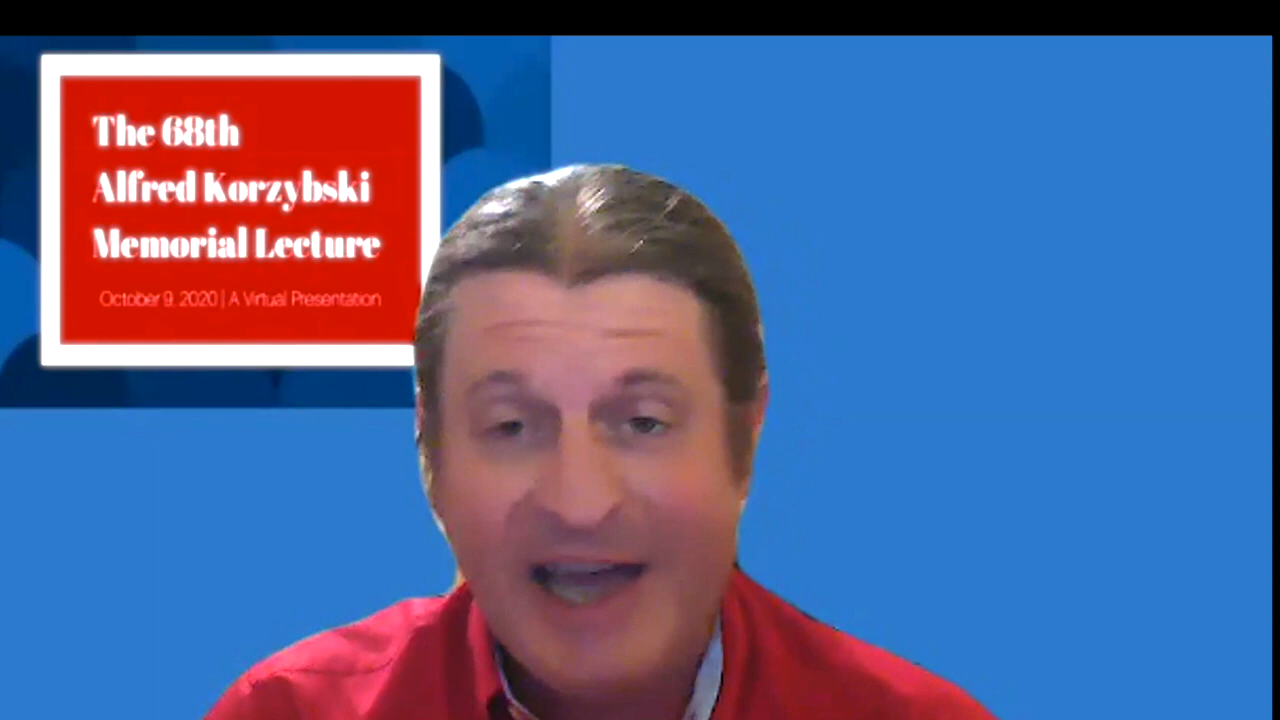 The 68th
Alfred Korzybski
Memorial Lecture
October 9, 2020 | A Virtual Presentation